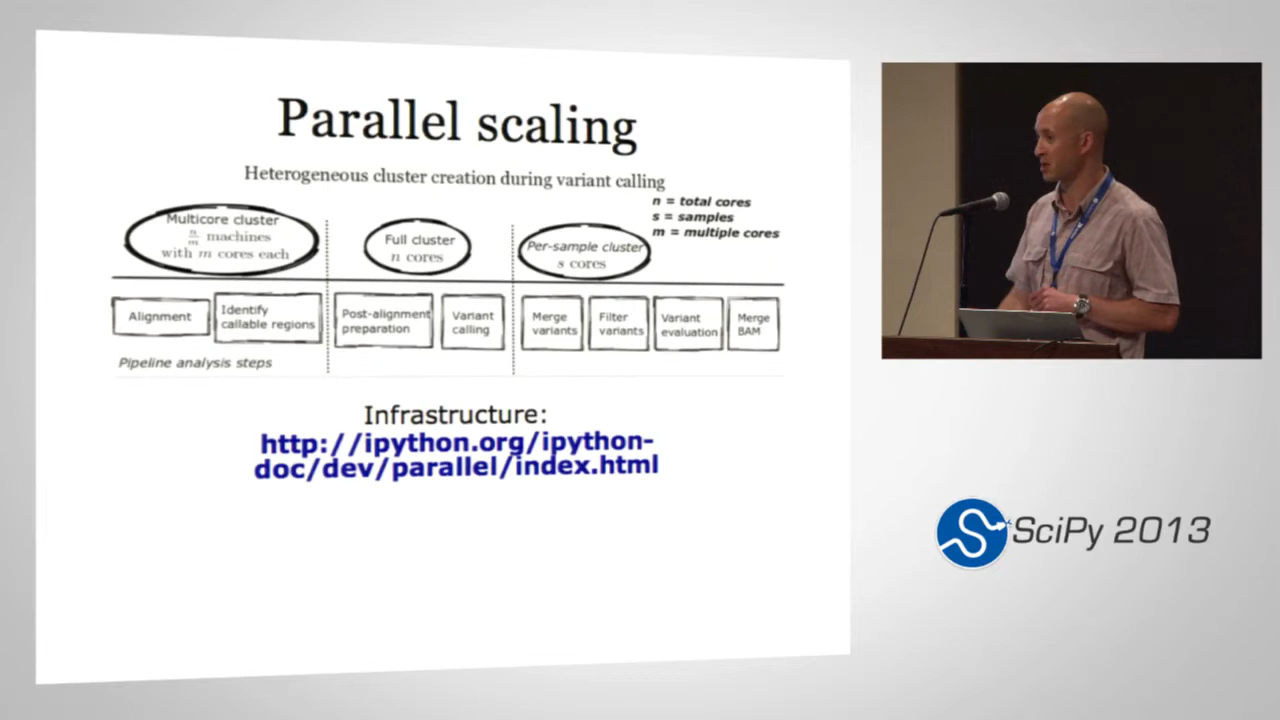 Parallel scaling
Heterogeneous cluster creation during variant calling
n = total cores
s = samples
m = multiple cores
Multicore cluster
n/m machines
with m cores each
Full cluster
n cores
Per-sample cluster
s cores
Alignment
Identify
callable regions
Post-alignment
preparation
Variant
calling
Merge
variants
Filter
variants
Variant
evaluation
Merge
BAM
Pipeline analysis steps
Infrastructure:
http://ipython.org/ipython-
doc/dev/parallel/index.html
SciPy 2013